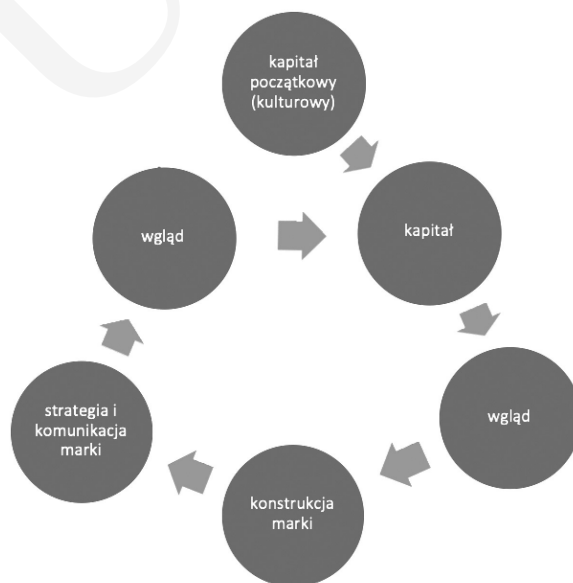 kapitał
początkowy
(kulturowy)
wgląd
kapitał
strategia i
komunikacja
marki
wgląd
konstrukcja
marki